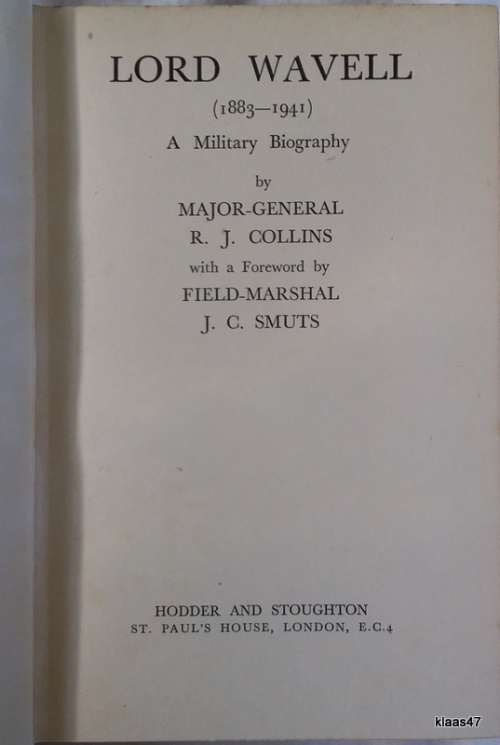 LORD WAVELL
(1883—1941)
A Military Biography
by
MAJOR-GENERAL
R. J. COLLINS
with a Foreword by
FIELD-MARSHAL
J. C. SMUTS
HODDER AND STOUGHTON
ST. PAUL'S HOUSE, LONDON, E.C.4
klaas47